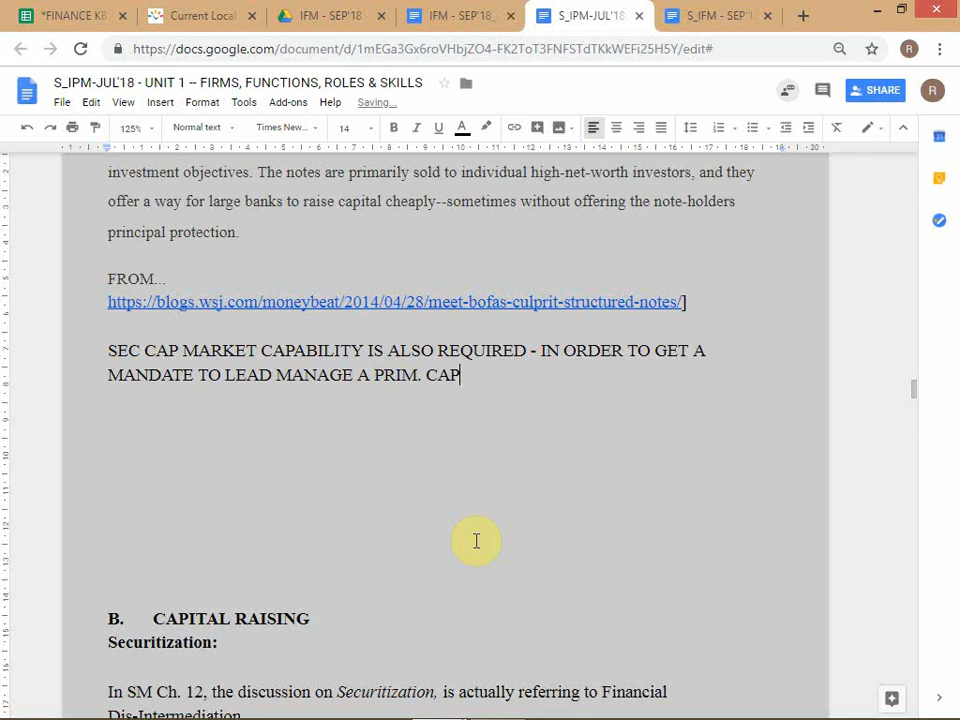 *FINANCE KB
Current Local
IFM - SEP'18
IFM - SEP'18_
S_IPM-JUL'18.
S_IFM - SEP'1
https://docs.google.com/document/d/1mEGa3Gx6roVHbjZO4-FK2ToT3FNFSTdTKkWEFi25H5Y/edit#
R
S_IPM-JUL'18 - UNIT 1 -- FIRMS, FUNCTIONS, ROLES & SKILLS
File Edit View Insert Format Tools Add-ons Help Saving...
SHARE
R
125% Normal text Times New... 14 B I U A
investment objectives. The notes are primarily sold to individual high-net-worth investors, and they
offer a way for large banks to raise capital cheaply--sometimes without offering the note-holders
principal protection.
FROM...
https://blogs.wsj.com/moneybeat/2014/04/28/meet-bofas-culprit-structured-notes/]
SEC CAP MARKET CAPABILITY IS ALSO REQUIRED - IN ORDER TO GET A
MANDATE TO LEAD MANAGE A PRIM. CAP
B. CAPITAL RAISING
Securitization:
In SM Ch. 12, the discussion on Securitization, is actually referring to Financial
Dis-Intermediation